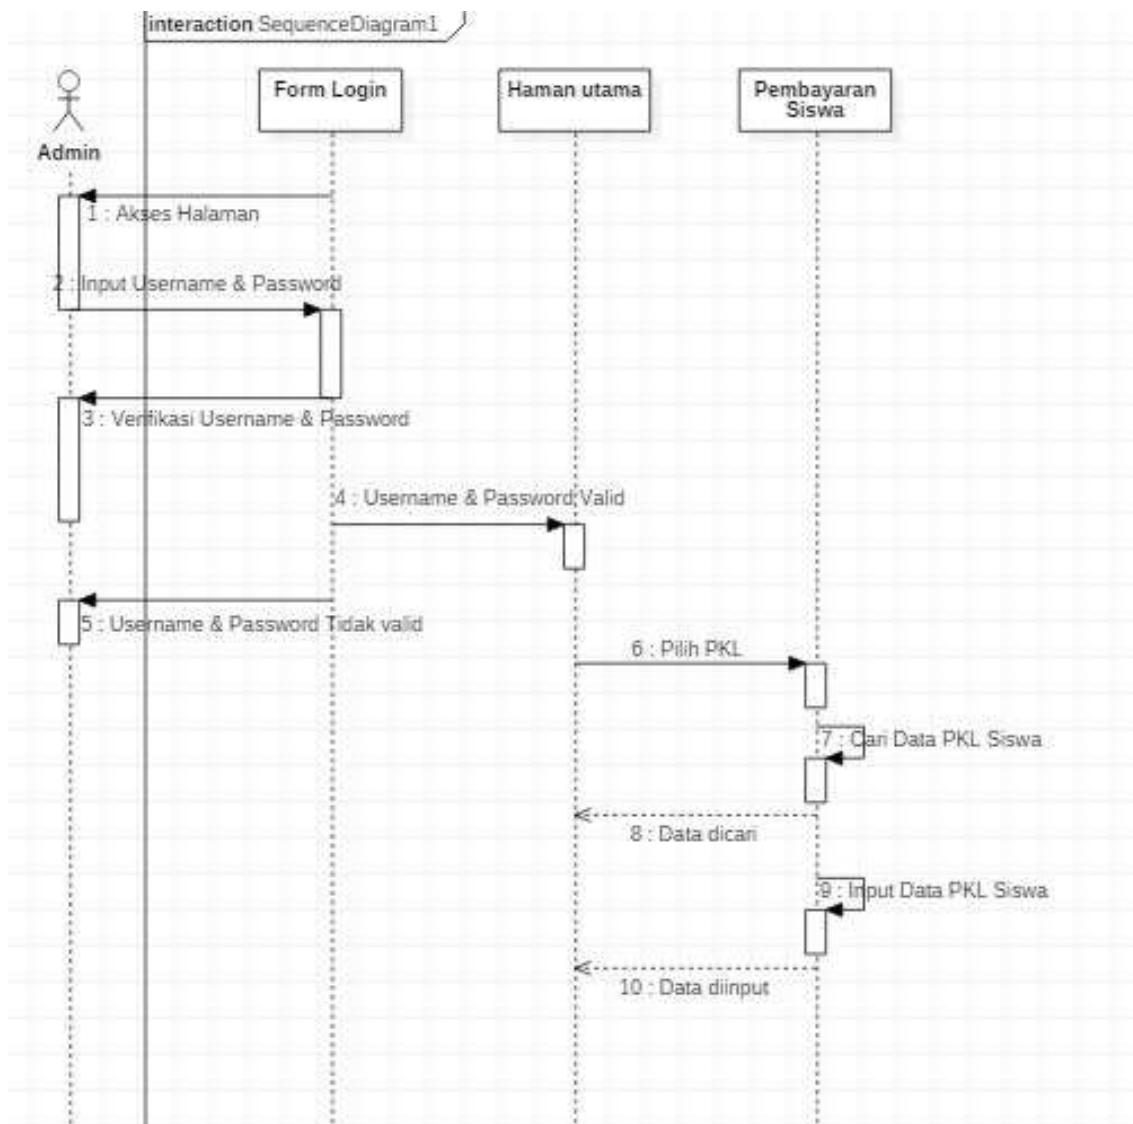 interaction SequenceDiagram1
Form Login
Haman utama
Pembayaran
Siswa
Admin
1 : Akses Halaman
2 : Input Username & Password
3 : Verifikasi Username & Password
4 : Username & Password Valid
5 : Username & Password Tidak valid
6 : Pilih PKL
7 : Cari Data PKL Siswa
8 : Data dicari
9 : Input Data PKL Siswa
10 : Data diinput